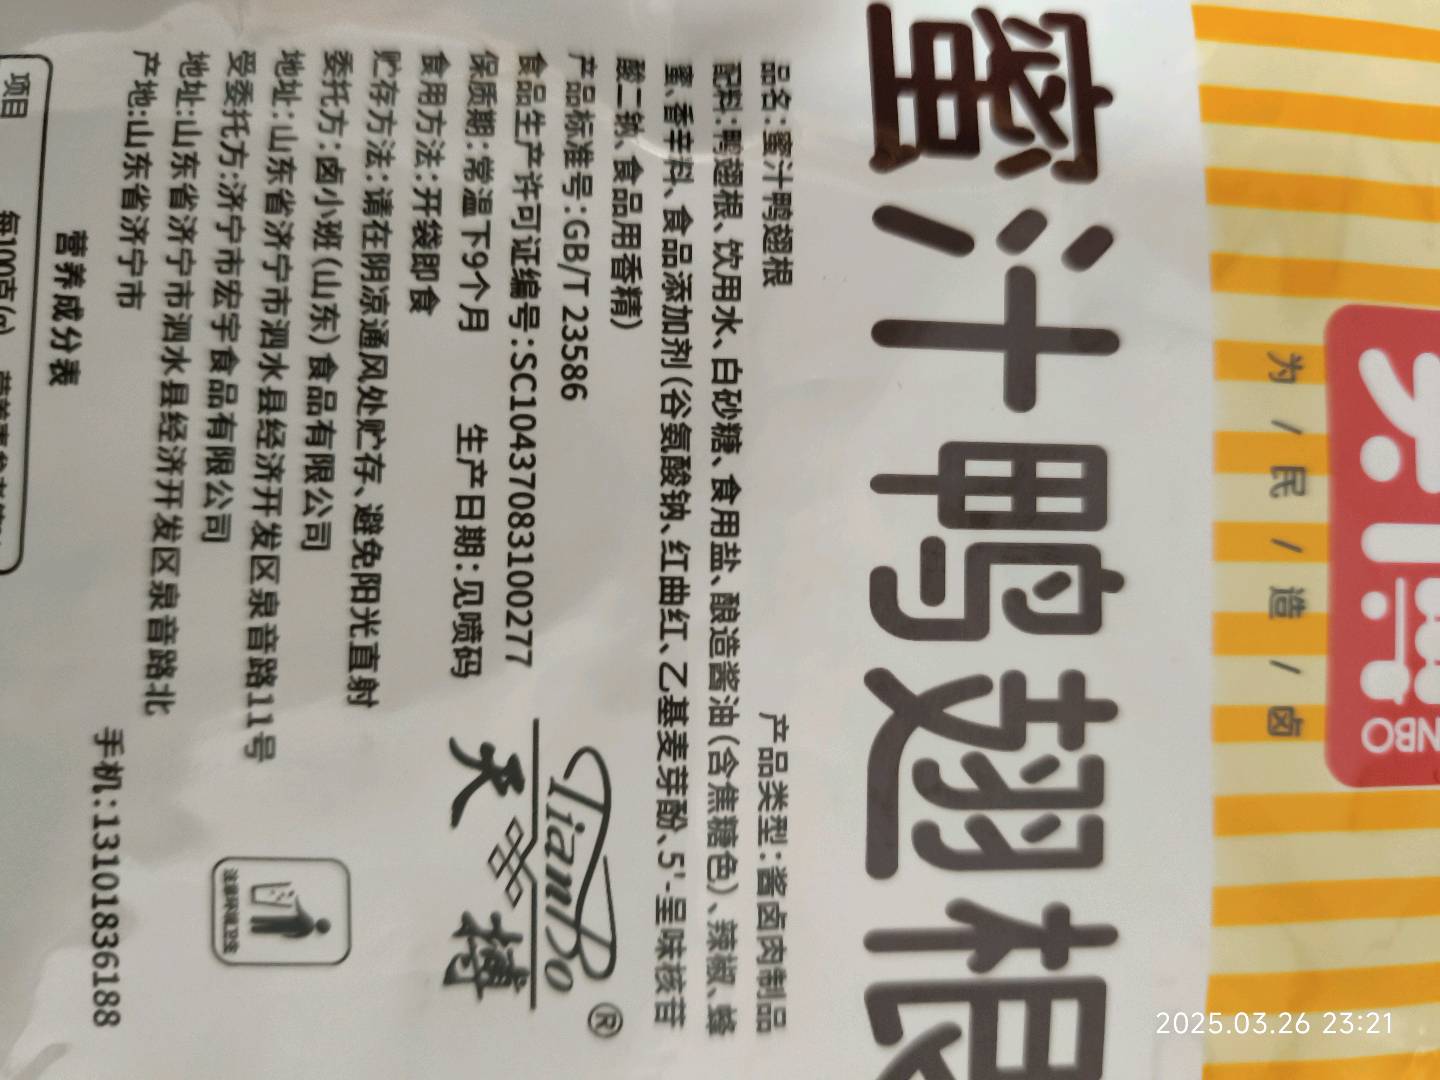 为/民/造/卤
NBO
蜜汁鸭翅根
品名:蜜汁鸭翅根 产品类型:酱卤肉制品
配料:鸭翅根、饮用水、白砂糖、食用盐、酿造酱油(含焦糖色)、辣椒、蜂
蜜、香辛料、食品添加剂(谷氨酸钠、红曲红、乙基麦芽酚、5'-呈味核苷
酸二钠、食品用香精)
产品标准号:GB/T 23586
食品生产许可证编号:SC10437083100277
保质期:常温下9个月 生产日期:见喷码
食用方法:开袋即食
贮存方法:请在阴凉通风处贮存、避免阳光直射
委托方:卤小班(山东)食品有限公司
地址:山东省济宁市泗水县经济开发区泉音路11号
受委托方:济宁市宏宇食品有限公司
地址:山东省济宁市泗水县经济开发区泉音路北
产地:山东省济宁市
手机:13101836188
TianBo®
天博
营养成分表
项目 每100克(g)
2025.03.26 23:21